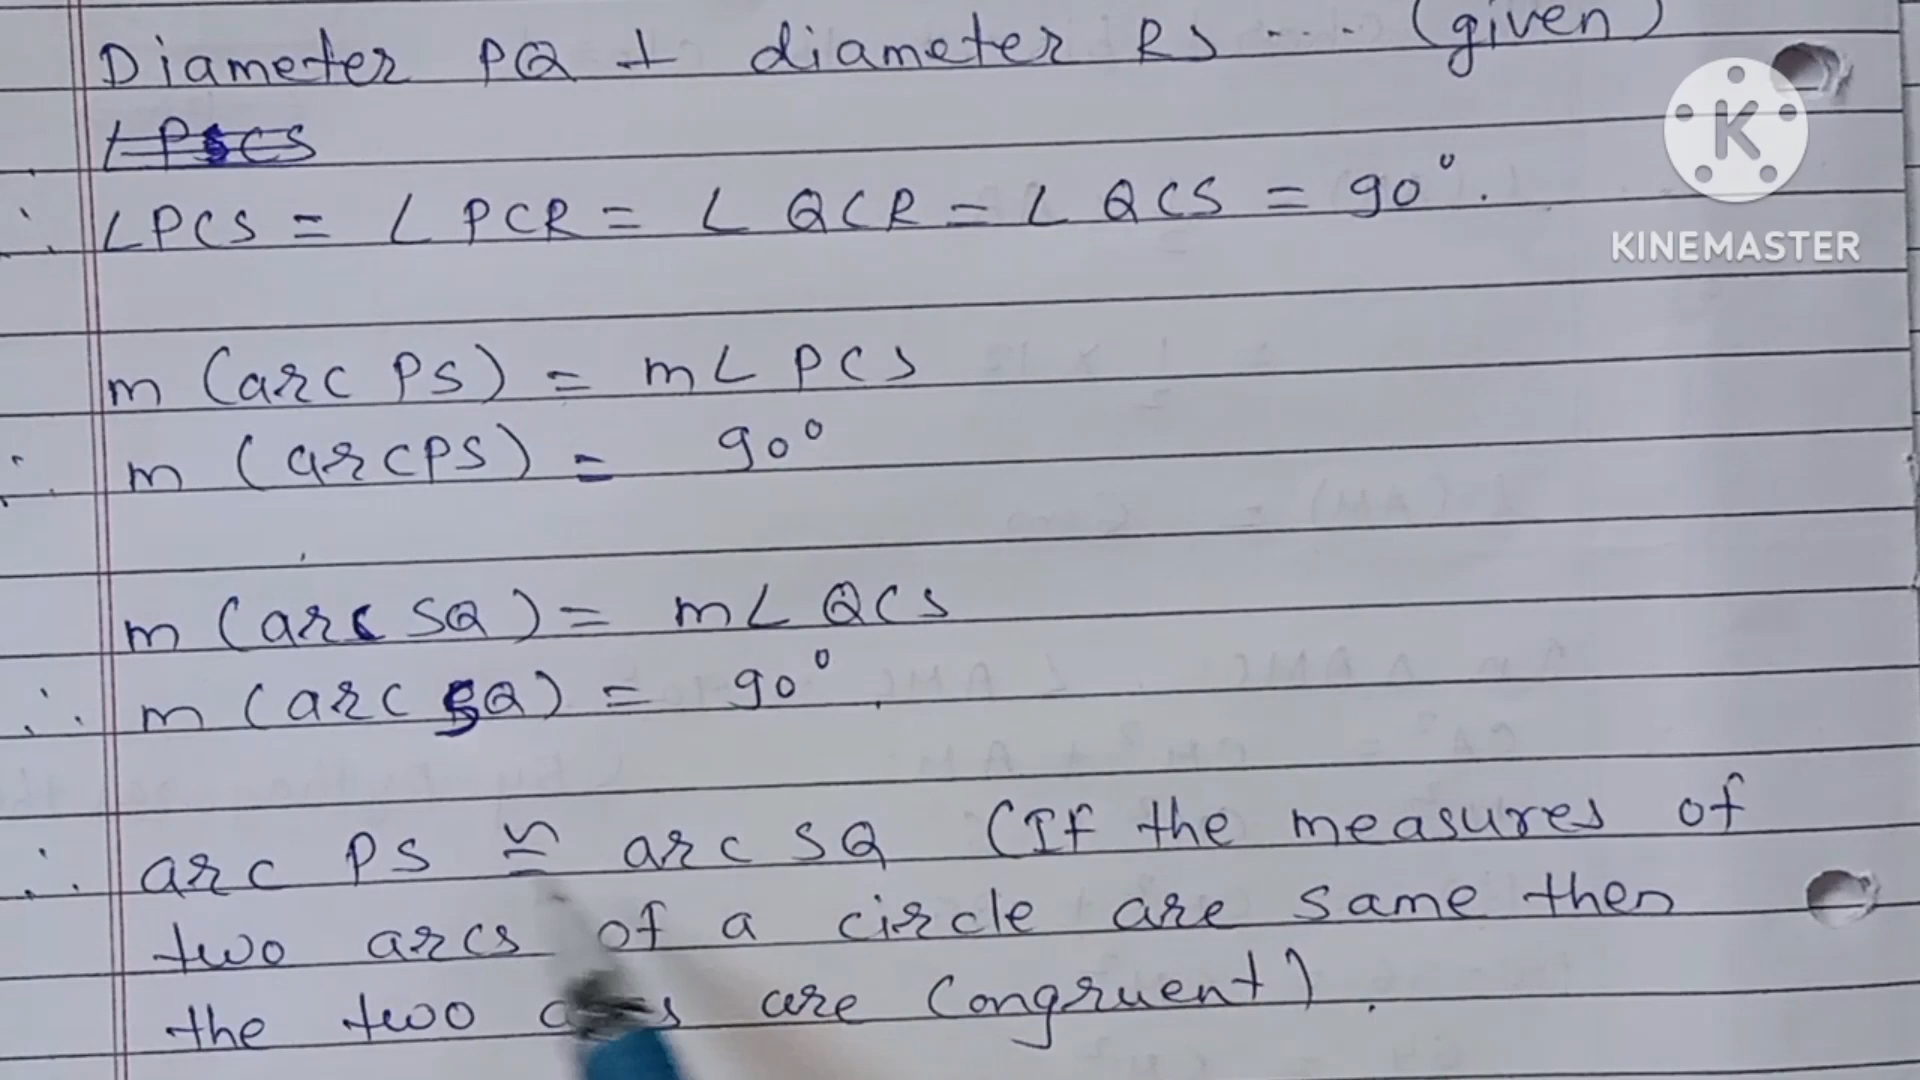 Diameter PQ ⊥ diameter RS ... (given)
∠PSCS
∴ ∠PCS = ∠PCR = ∠QCR = ∠QCS = 90°.
KINEMASTER
m (arc PS) = m∠PCS
∴ m (arc PS) = 90°
m (arc SQ) = m∠QCS
∴ m (arc SQ) = 90°
∴ arc PS ≅ arc SQ (If the measures of
two arcs of a circle are same then
the two are congruent).